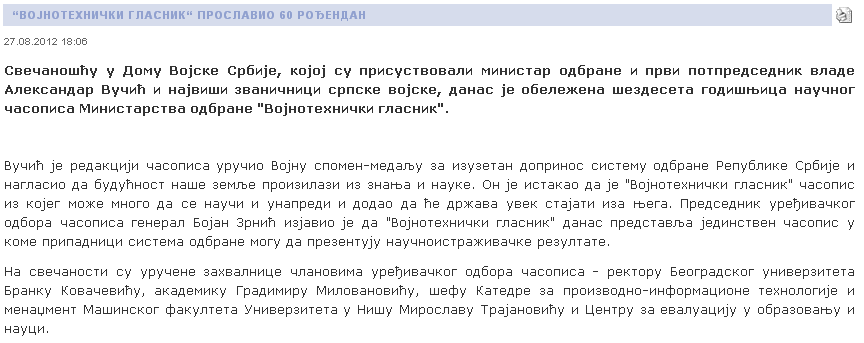 "ВОЈНОТЕХНИЧКИ ГЛАСНИК" ПРОСЛАВИО 60 РОЂЕНДАН
27.08.2012 18:06
Свечаношћу у Дому Војске Србије, којој су присуствовали министар одбране и први потпредседник владе
Александар Вучић и највиши званичници српске војске, данас је обележена шездесета годишњица научног
часописа Министарства одбране "Војнотехнички гласник".
Вучић је редакцији часописа уручио Војну спомен-медаљу за изузетан допринос систему одбране Републике Србије и
нагласио да будућност наше земље произилази из знања и науке. Он је истакао да је "Војнотехнички гласник" часопис
из којег може много да се научи и унапреди и додао да ће држава увек стајати иза њега. Председник уређивачког
одбора часописа генерал Бојан Зрнић изјавио је да "Војнотехнички гласник" данас представља јединствен часопис у
коме припадници система одбране могу да презентују научноистраживачке резултате.
На свечаности су уручене захвалнице члановима уређивачког одбора часописа - ректору Београдског универзитета
Бранку Ковачевићу, академику Градимиру Миловановићу, шефу Катедре за производно-информационе технологије и
менаџмент Машинског факултета Универзитета у Нишу Мирославу Трајановићу и Центру за евалуацију у образовању и
науци.